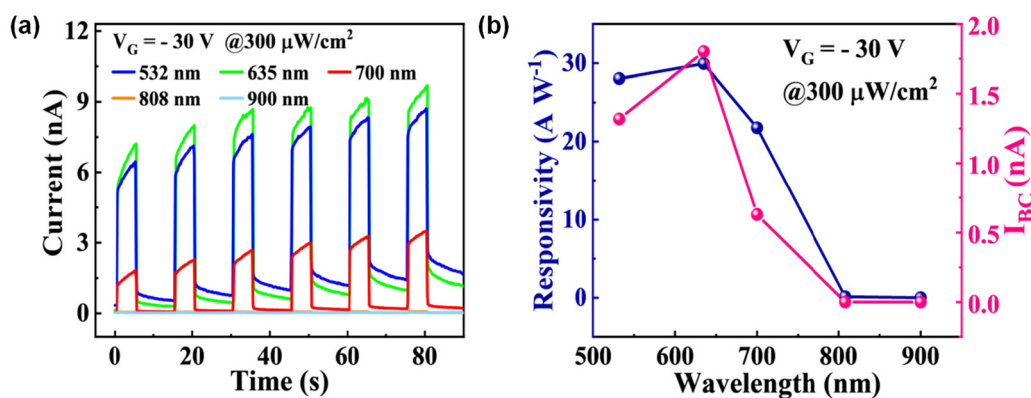 (a)
V_G = - 30 V @300 μW/cm²
532 nm 635 nm 700 nm
808 nm 900 nm
Current (nA)
12
9
6
3
0
0 20 40 60 80
Time (s)
(b)
V_G = - 30 V
@300 μW/cm²
Responsivity (A W⁻¹)
30
20
10
0
500 600 700 800 900
Wavelength (nm)
2.0
1.5
1.0
0.5
0.0
I_BC (nA)